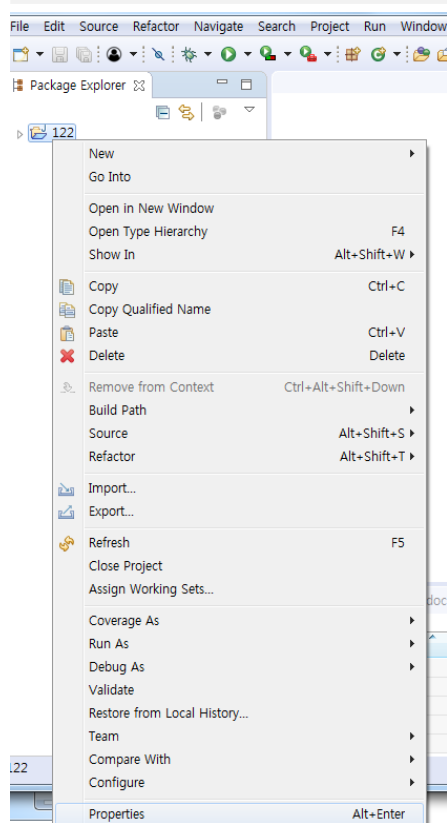 File Edit Source Refactor Navigate Search Project Run Window
Package Explorer
122
New
Go Into
Open in New Window
Open Type Hierarchy F4
Show In Alt+Shift+W
Copy Ctrl+C
Copy Qualified Name
Paste Ctrl+V
Delete Delete
Remove from Context Ctrl+Alt+Shift+Down
Build Path
Source Alt+Shift+S
Refactor Alt+Shift+T
Import...
Export...
Refresh F5
Close Project
Assign Working Sets...
doc
Coverage As
Run As
Debug As
Validate
Restore from Local History...
Team
122 Compare With
Configure
Properties Alt+Enter